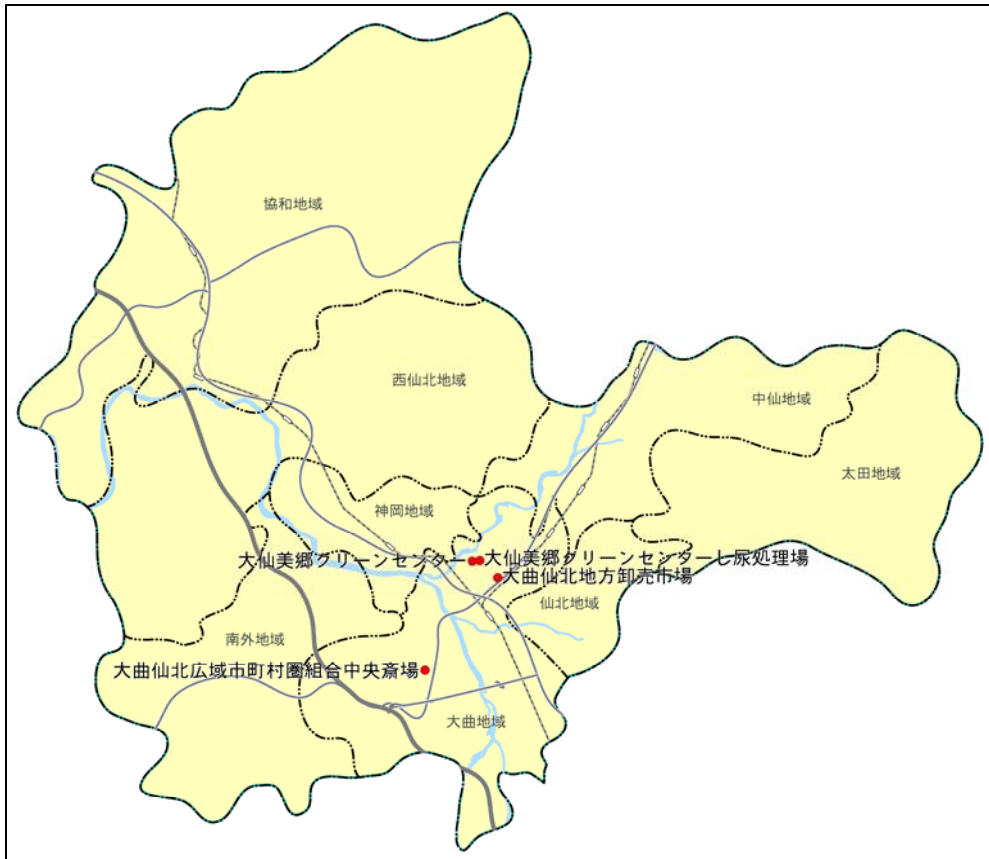 協和地域
西仙北地域
中仙地域
太田地域
神岡地域
大仙美郷クリーンセンター
大仙美郷クリーンセンターし尿処理場
大曲仙北地方卸売市場
仙北地域
南外地域
大曲仙北広域市町村圏組合中央斎場
大曲地域